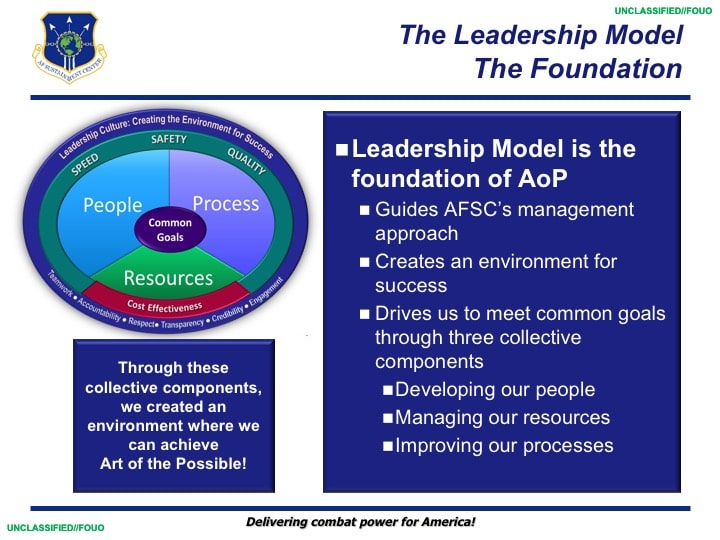 UNCLASSIFIED//FOUO
The Leadership Model
The Foundation
AF SUSTAINMENT CENTER
Leadership Culture: Creating the Environment for Success
SPEED
SAFETY
QUALITY
People
Process
Common
Goals
Resources
Cost Effectiveness
Teamwork ● Accountability ● Respect● Transparency ● Credibility ● Engagement
Through these
collective components,
we created an
environment where we
can achieve
Art of the Possible!
■Leadership Model is the
foundation of AoP
■ Guides AFSC’s management
approach
■ Creates an environment for
success
■ Drives us to meet common goals
through three collective
components
■Developing our people
■Managing our resources
■Improving our processes
UNCLASSIFIED//FOUO
Delivering combat power for America!